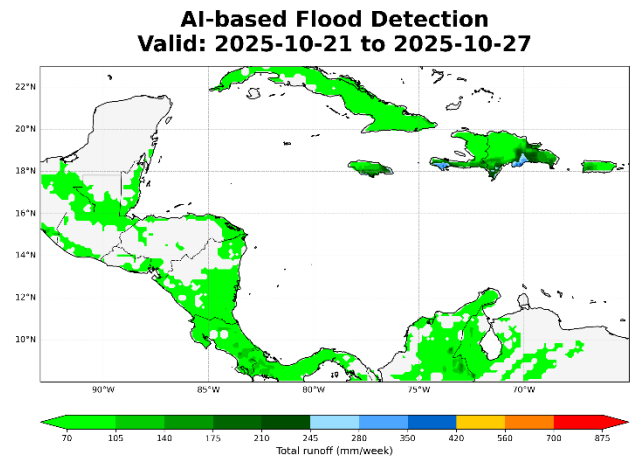 AI-based Flood Detection
Valid: 2025-10-21 to 2025-10-27
22°N
20°N
18°N
16°N
14°N
12°N
10°N
90°W 85°W 80°W 75°W 70°W
70 105 140 175 210 245 280 350 420 560 700 875
Total runoff (mm/week)